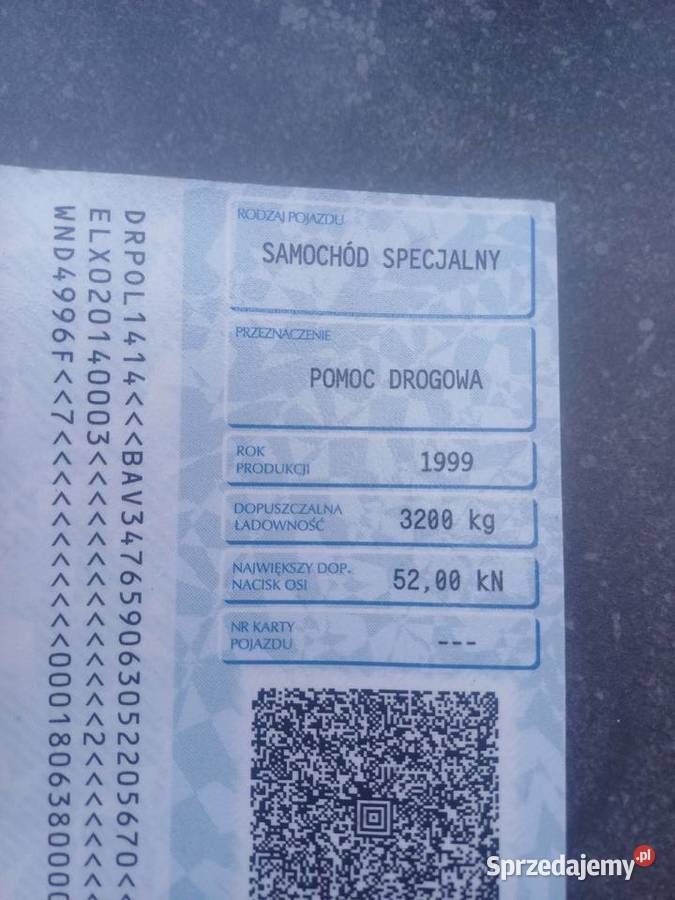 RODZAJ POJAZDU
SAMOCHÓD SPECJALNY
PRZEZNACZENIE
POMOC DROGOWA
ROK
PRODUKCJI
1999
DOPUSZCZALNA
ŁADOWNOŚĆ
3200 kg
NAJWIĘKSZY DOP.
NACISK OSI
52,00 kN
NR KARTY
POJAZDU
---
DRPOL1414<<<BAV347659063052205670<
ELX020140003<<<<<<<<<<<<2<<<<<<<
WND4996F<<7<<<<<<<<<<<<<0001806380000
Sprzedajemy.pl